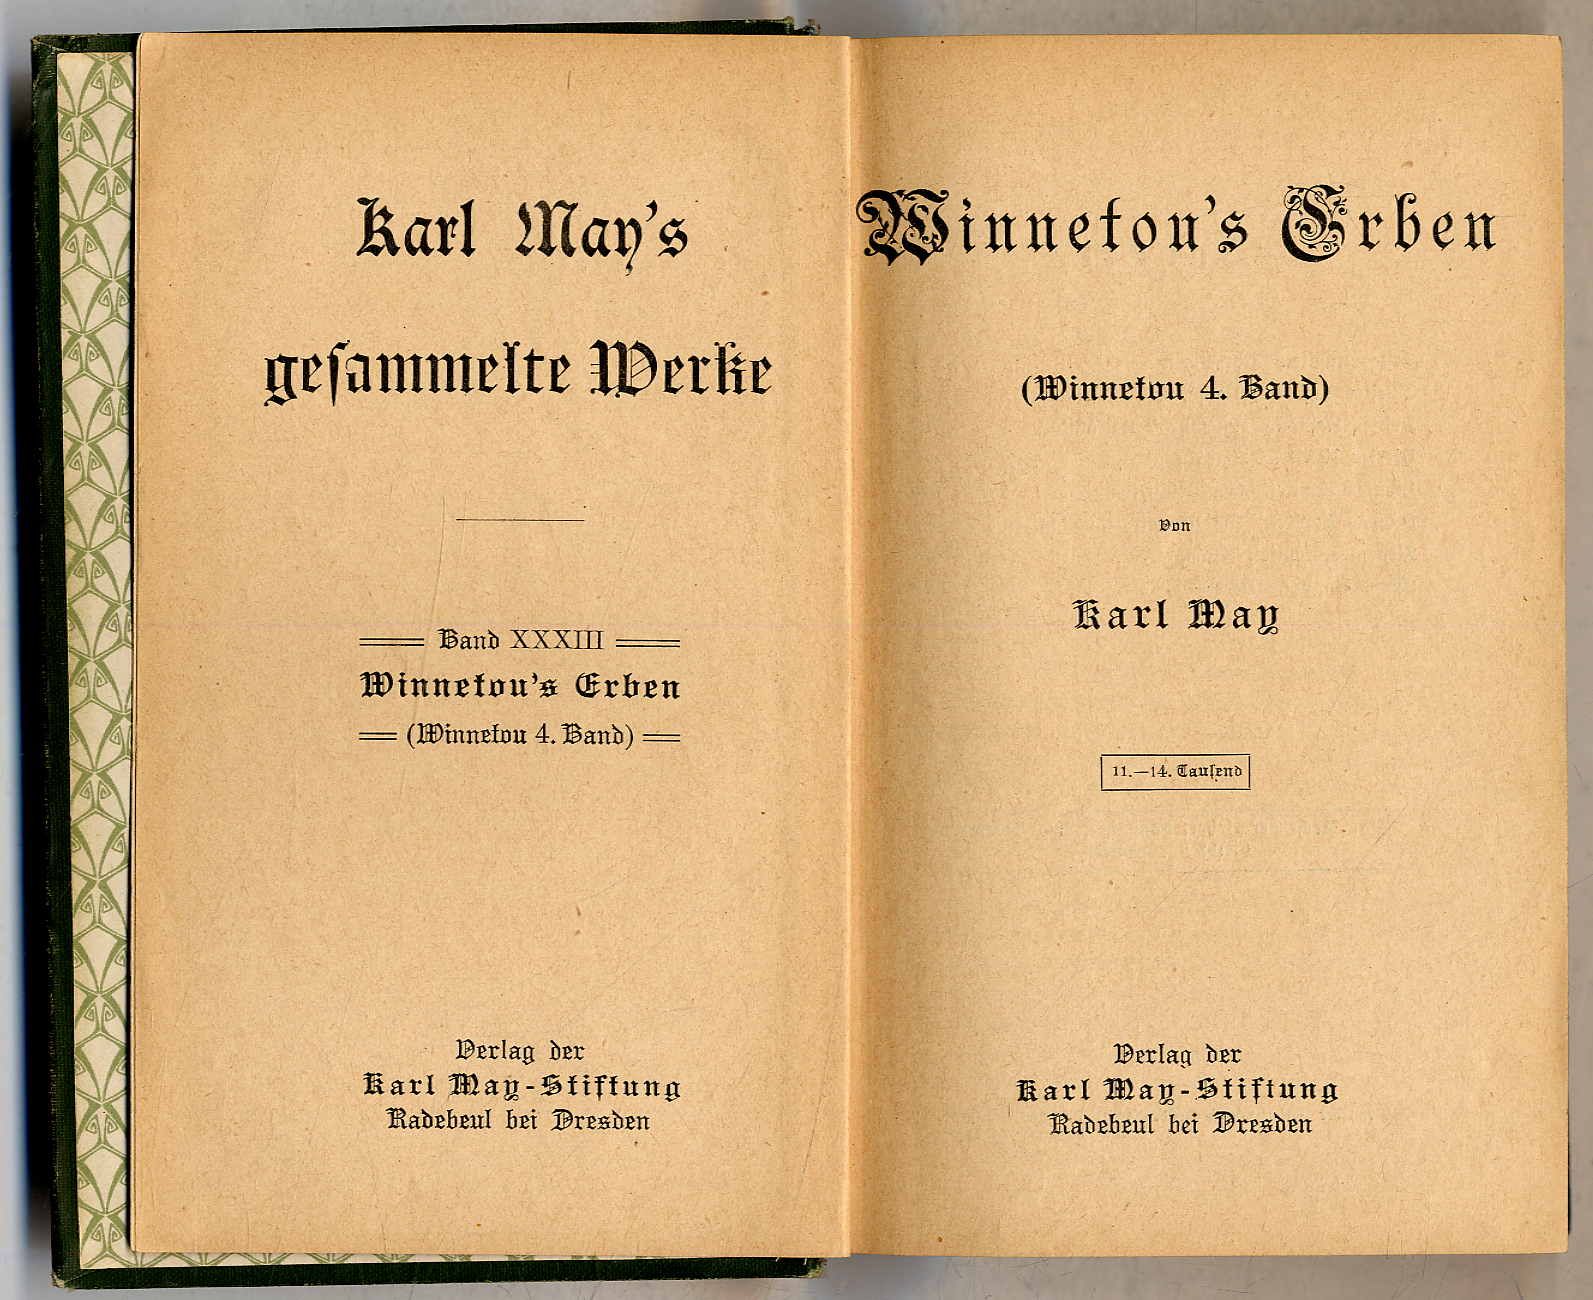 Karl May's
gesammelte Werke
Band XXXIII
Winnetou's Erben
(Winnetou 4. Band)
Verlag der
Karl May-Stiftung
Radebeul bei Dresden
Winnetou's Erben
(Winnetou 4. Band)
Von
Karl May
11.—14. Tausend
Verlag der
Karl May-Stiftung
Radebeul bei Dresden